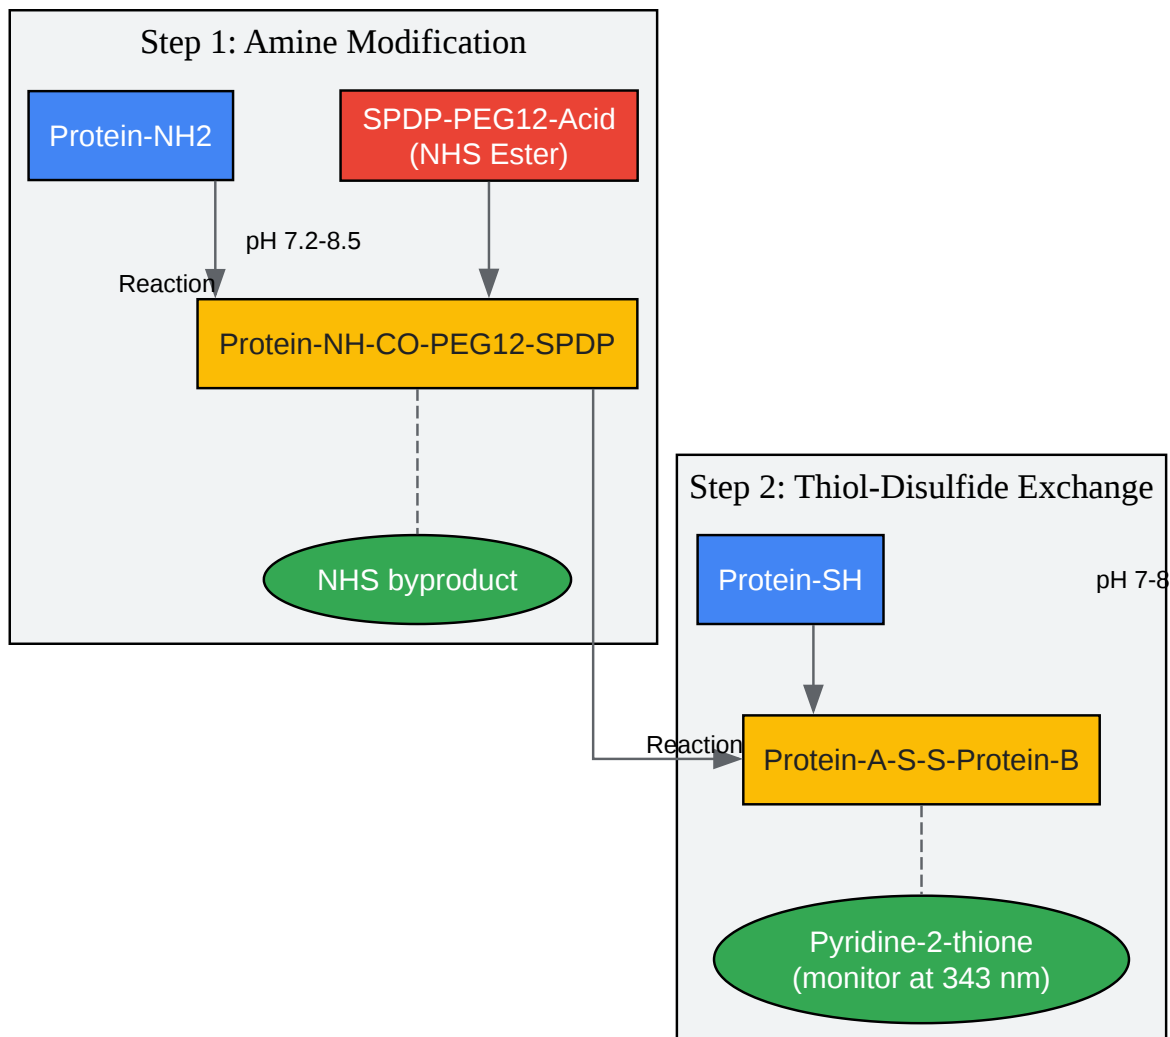 Step 1: Amine Modification
Protein-NH2
SPDP-PEG12-Acid
(NHS Ester)
pH 7.2-8.5
Reaction
Protein-NH-CO-PEG12-SPDP
NHS byproduct
Step 2: Thiol-Disulfide Exchange
Protein-SH
pH 7-8
Reaction
Protein-A-S-S-Protein-B
Pyridine-2-thione
(monitor at 343 nm)